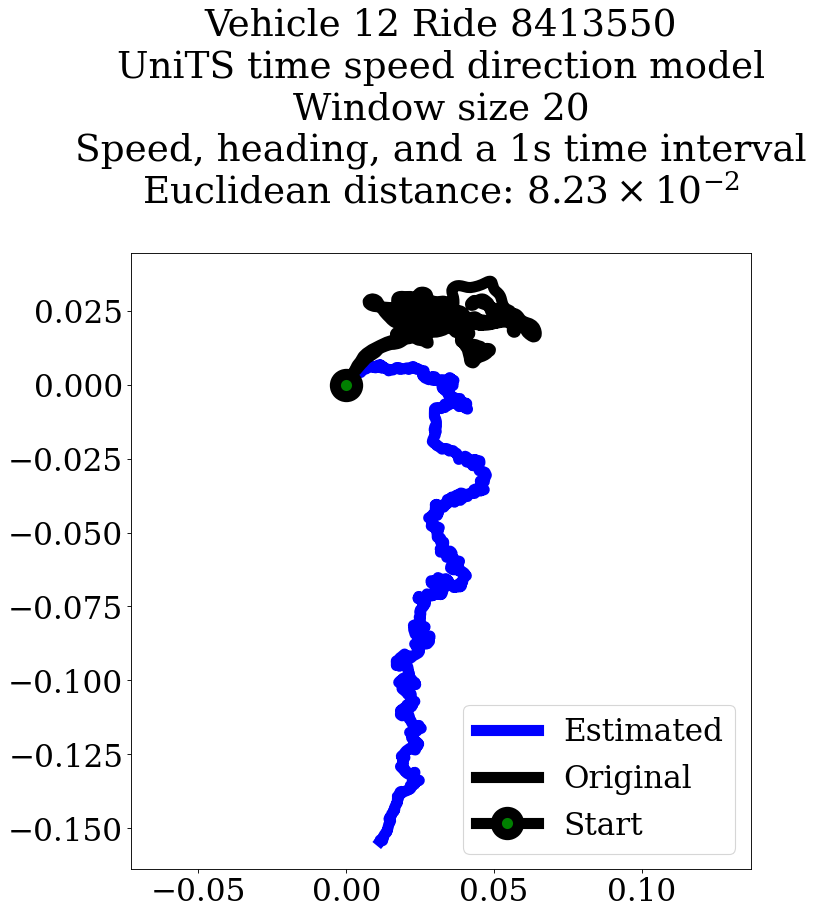 Vehicle 12 Ride 8413550
UniTS time speed direction model
Window size 20
Speed, heading, and a 1s time interval
Euclidean distance: 8.23 × 10⁻²
0.025
0.000
−0.025
−0.050
−0.075
−0.100
−0.125
−0.150
Estimated
Original
Start
−0.05 0.00 0.05 0.10